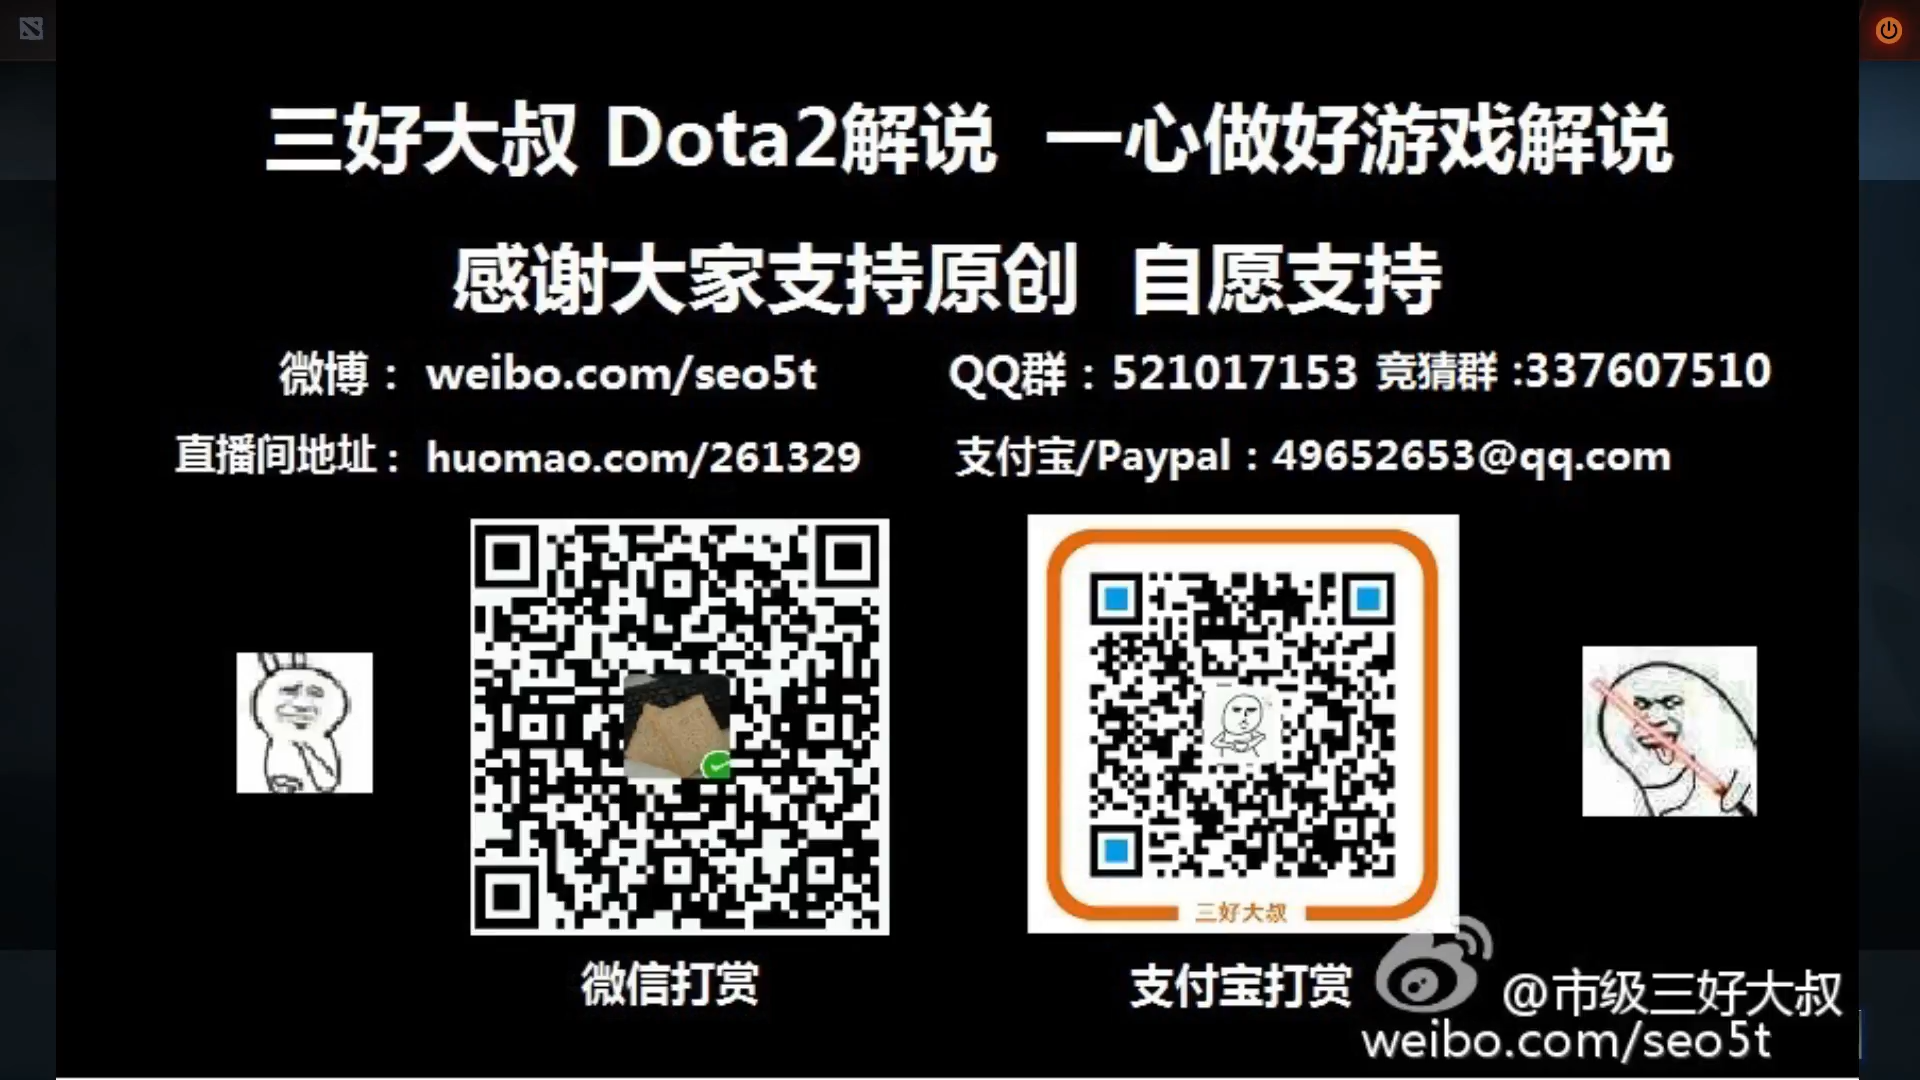 三好大叔 Dota2解说 一心做好游戏解说
感谢大家支持原创 自愿支持
微博： weibo.com/seo5t
QQ群：521017153 竞猜群 :337607510
直播间地址： huomao.com/261329
支付宝/Paypal：49652653@qq.com
三好大叔
微信打赏
支付宝打赏
@市级三好大叔
weibo.com/seo5t